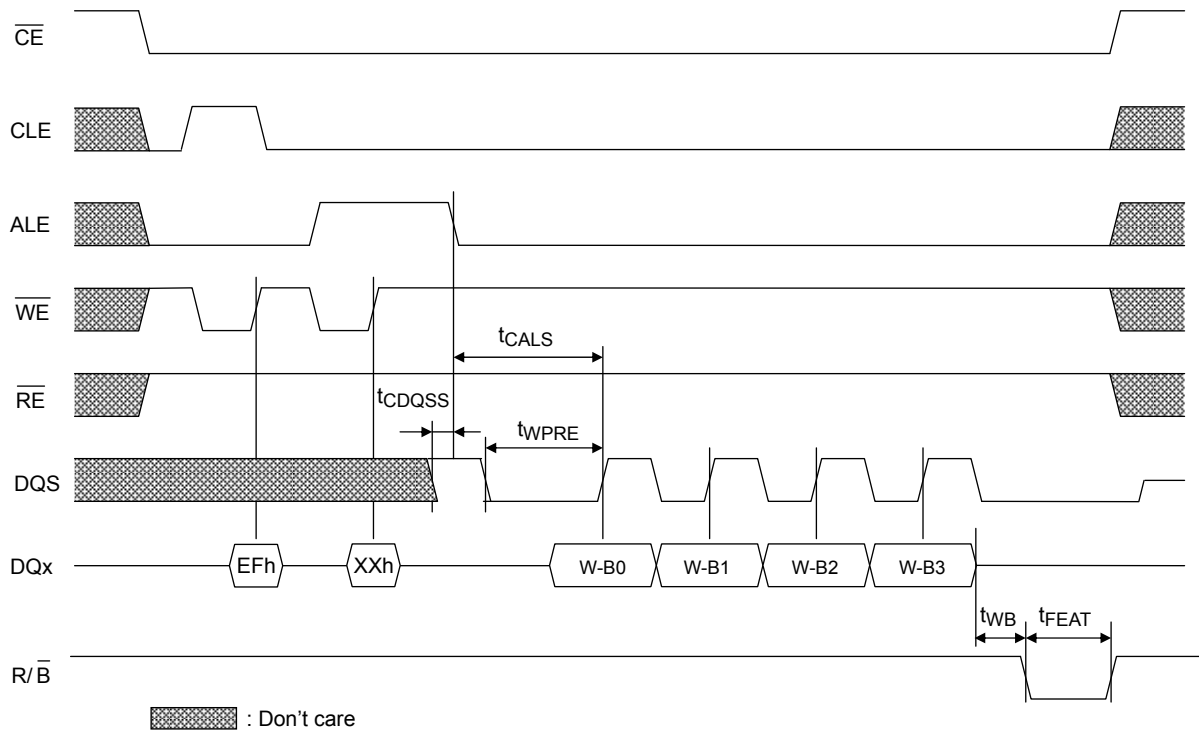 CE
CLE
ALE
WE
tCALS
RE
tCDQSS
tWPRE
DQS
DQx
EFh
XXh
W-B0
W-B1
W-B2
W-B3
tWB
tFEAT
R/ B
: Don't care